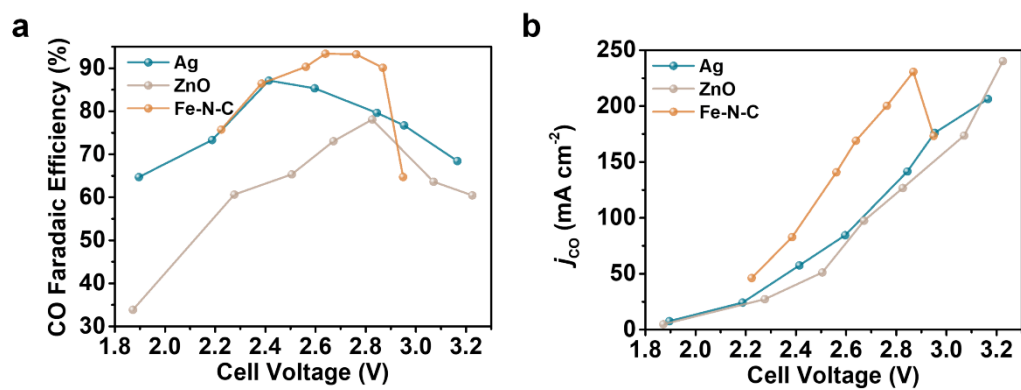 a
CO Faradaic Efficiency (%)
90
80
70
60
50
40
30
Ag
ZnO
Fe-N-C
1.8 2.0 2.2 2.4 2.6 2.8 3.0 3.2
Cell Voltage (V)
b
jCO (mA cm-2)
250
200
150
100
50
0
Ag
ZnO
Fe-N-C
1.8 2.0 2.2 2.4 2.6 2.8 3.0 3.2
Cell Voltage (V)